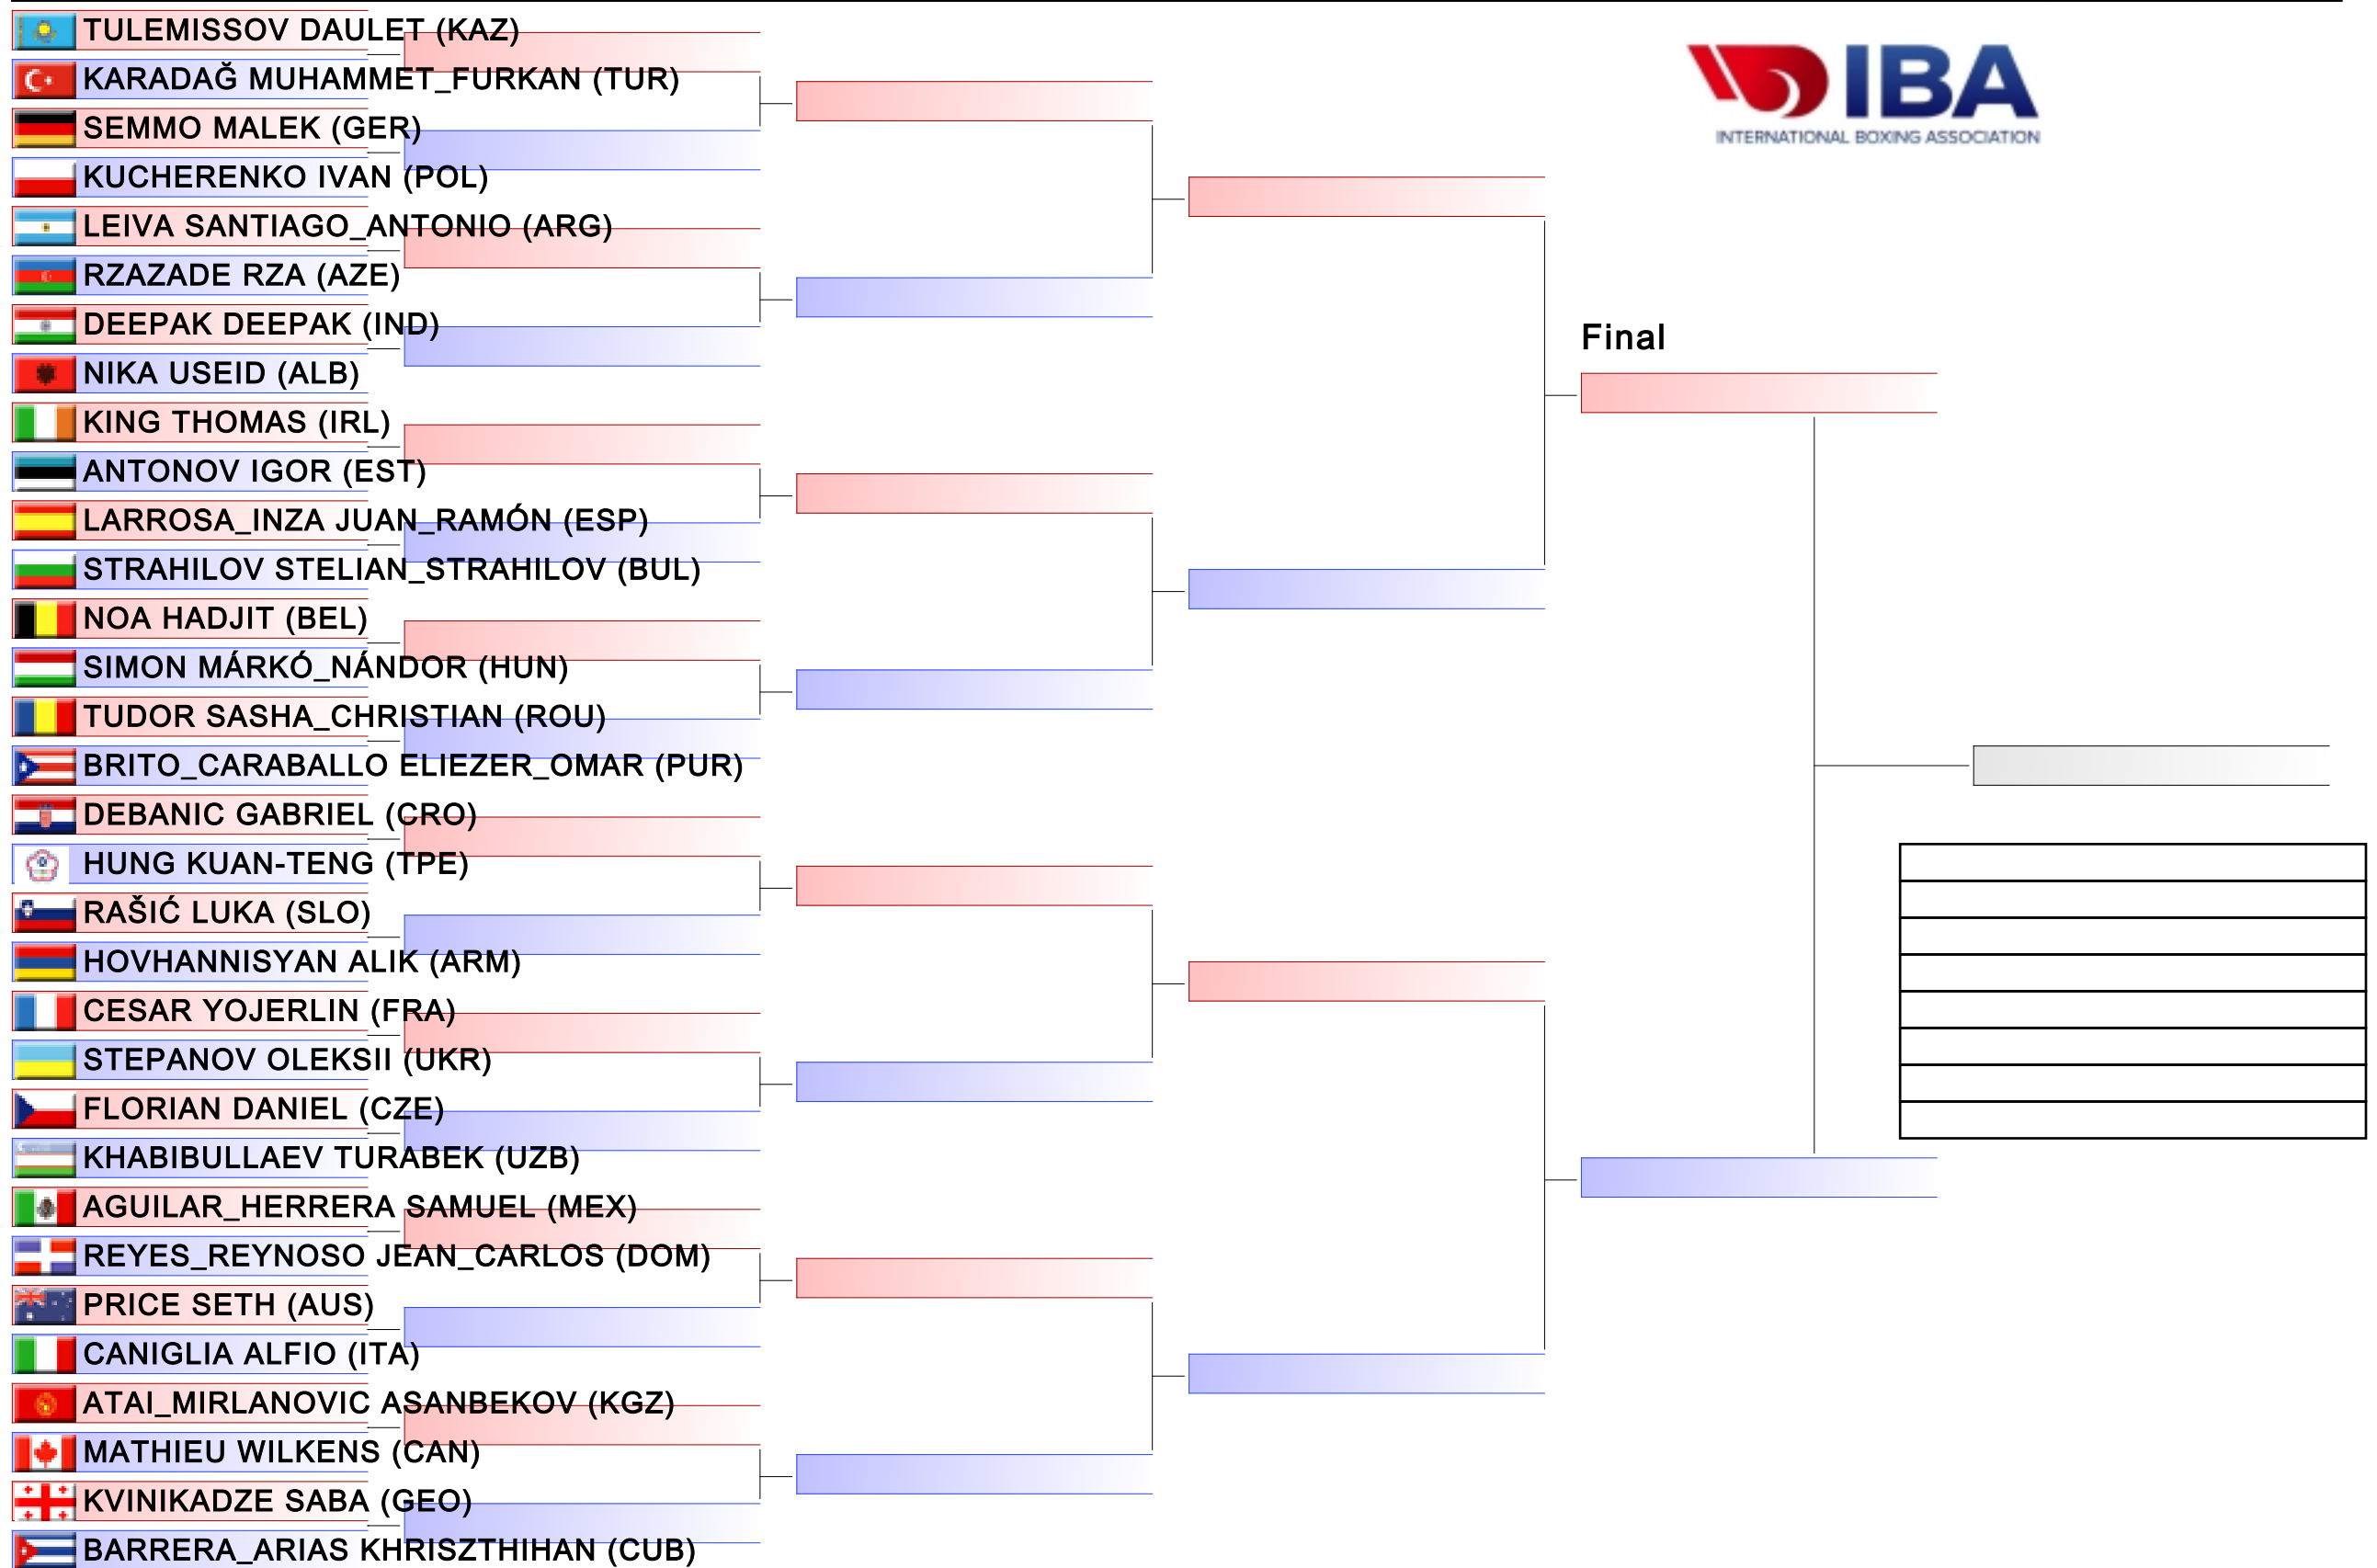 TULEMISSOV DAULET (KAZ)
KARADAĞ MUHAMMET_FURKAN (TUR)
SEMMO MALEK (GER)
KUCHERENKO IVAN (POL)
LEIVA SANTIAGO_ANTONIO (ARG)
RZAZADE RZA (AZE)
DEEPAK DEEPAK (IND)
NIKA USEID (ALB)
KING THOMAS (IRL)
ANTONOV IGOR (EST)
LARROSA_INZA JUAN_RAMÓN (ESP)
STRAHILOV STELIAN_STRAHILOV (BUL)
NOA HADJIT (BEL)
SIMON MÁRKÓ_NÁNDOR (HUN)
TUDOR SASHA_CHRISTIAN (ROU)
BRITO_CARABALLO ELIEZER_OMAR (PUR)
DEBANIC GABRIEL (CRO)
HUNG KUAN-TENG (TPE)
RAŠIĆ LUKA (SLO)
HOVHANNISYAN ALIK (ARM)
CESAR YOJERLIN (FRA)
STEPANOV OLEKSII (UKR)
FLORIAN DANIEL (CZE)
KHABIBULLAEV TURABEK (UZB)
AGUILAR_HERRERA SAMUEL (MEX)
REYES_REYNOSO JEAN_CARLOS (DOM)
PRICE SETH (AUS)
CANIGLIA ALFIO (ITA)
ATAI_MIRLANOVIC ASANBEKOV (KGZ)
MATHIEU WILKENS (CAN)
KVINIKADZE SABA (GEO)
BARRERA_ARIAS KHRISZTHIHAN (CUB)
IBA
INTERNATIONAL BOXING ASSOCIATION
Final